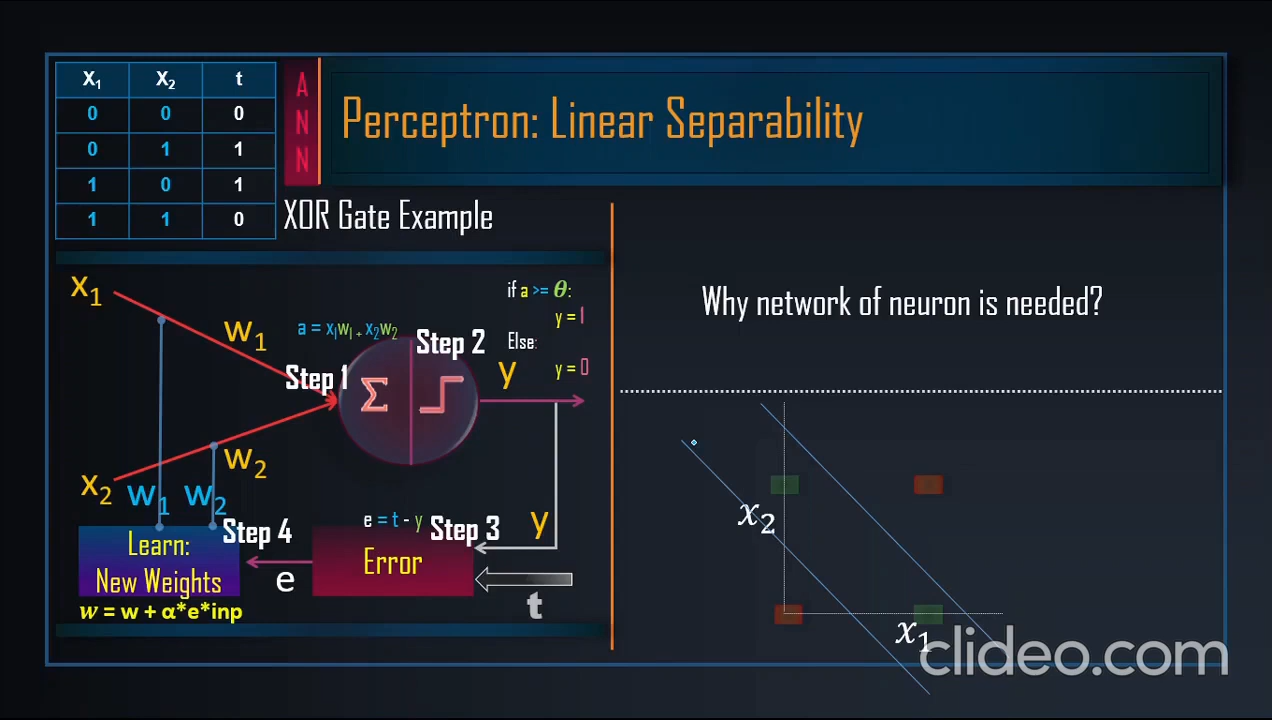 X1 X2 t
0 0 0
0 1 1
1 0 1
1 1 0
A
N
N
Perceptron: Linear Separability
XOR Gate Example
x1
w1
a = x1w1 + x2w2
Step 1
Σ
Step 2
if a >= θ:
y = 1
Else:
y = 0
y
x2
w2
w1 w2
Step 4
Learn:
New Weights
w = w + α*e*inp
e
e = t - y
Step 3
Error
y
t
Why network of neuron is needed?
x2
x1
clideo.com